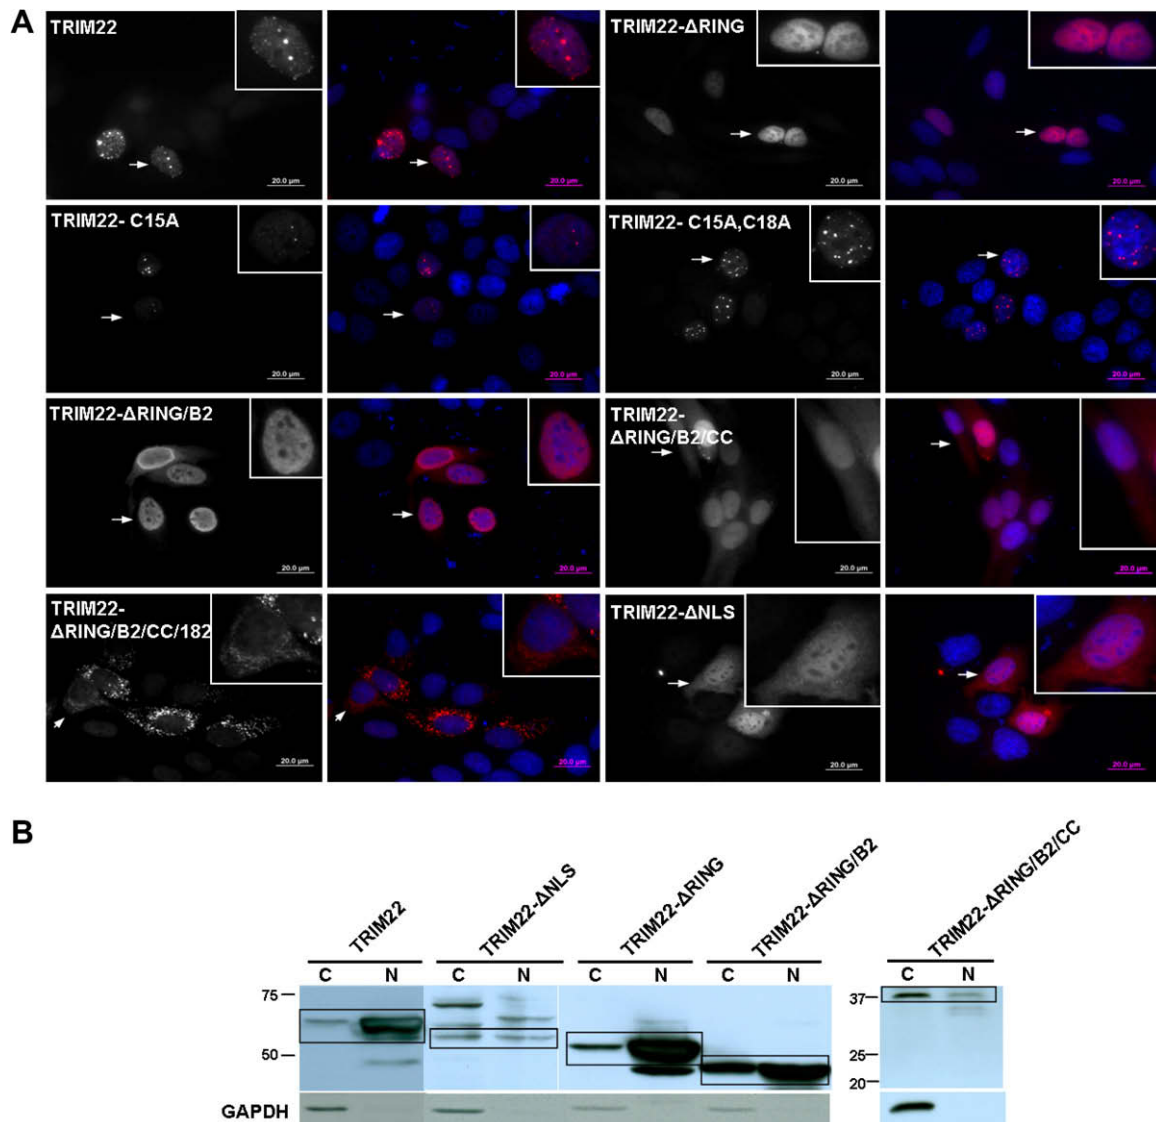 A
TRIM22
TRIM22-ΔRING
20.0 μm
20.0 μm
20.0 μm
20.0 μm
TRIM22- C15A
TRIM22- C15A,C18A
20.0 μm
20.0 μm
20.0 μm
20.0 μm
TRIM22-ΔRING/B2
TRIM22-
ΔRING/B2/CC
20.0 μm
20.0 μm
20.0 μm
20.0 μm
TRIM22-
ΔRING/B2/CC/182
TRIM22-ΔNLS
20.0 μm
20.0 μm
20.0 μm
20.0 μm
B
TRIM22
TRIM22-ΔNLS
TRIM22-ΔRING
TRIM22-ΔRING/B2
TRIM22-ΔRING/B2/CC
C N C N C N C N C N
75
50
37
25
20
GAPDH